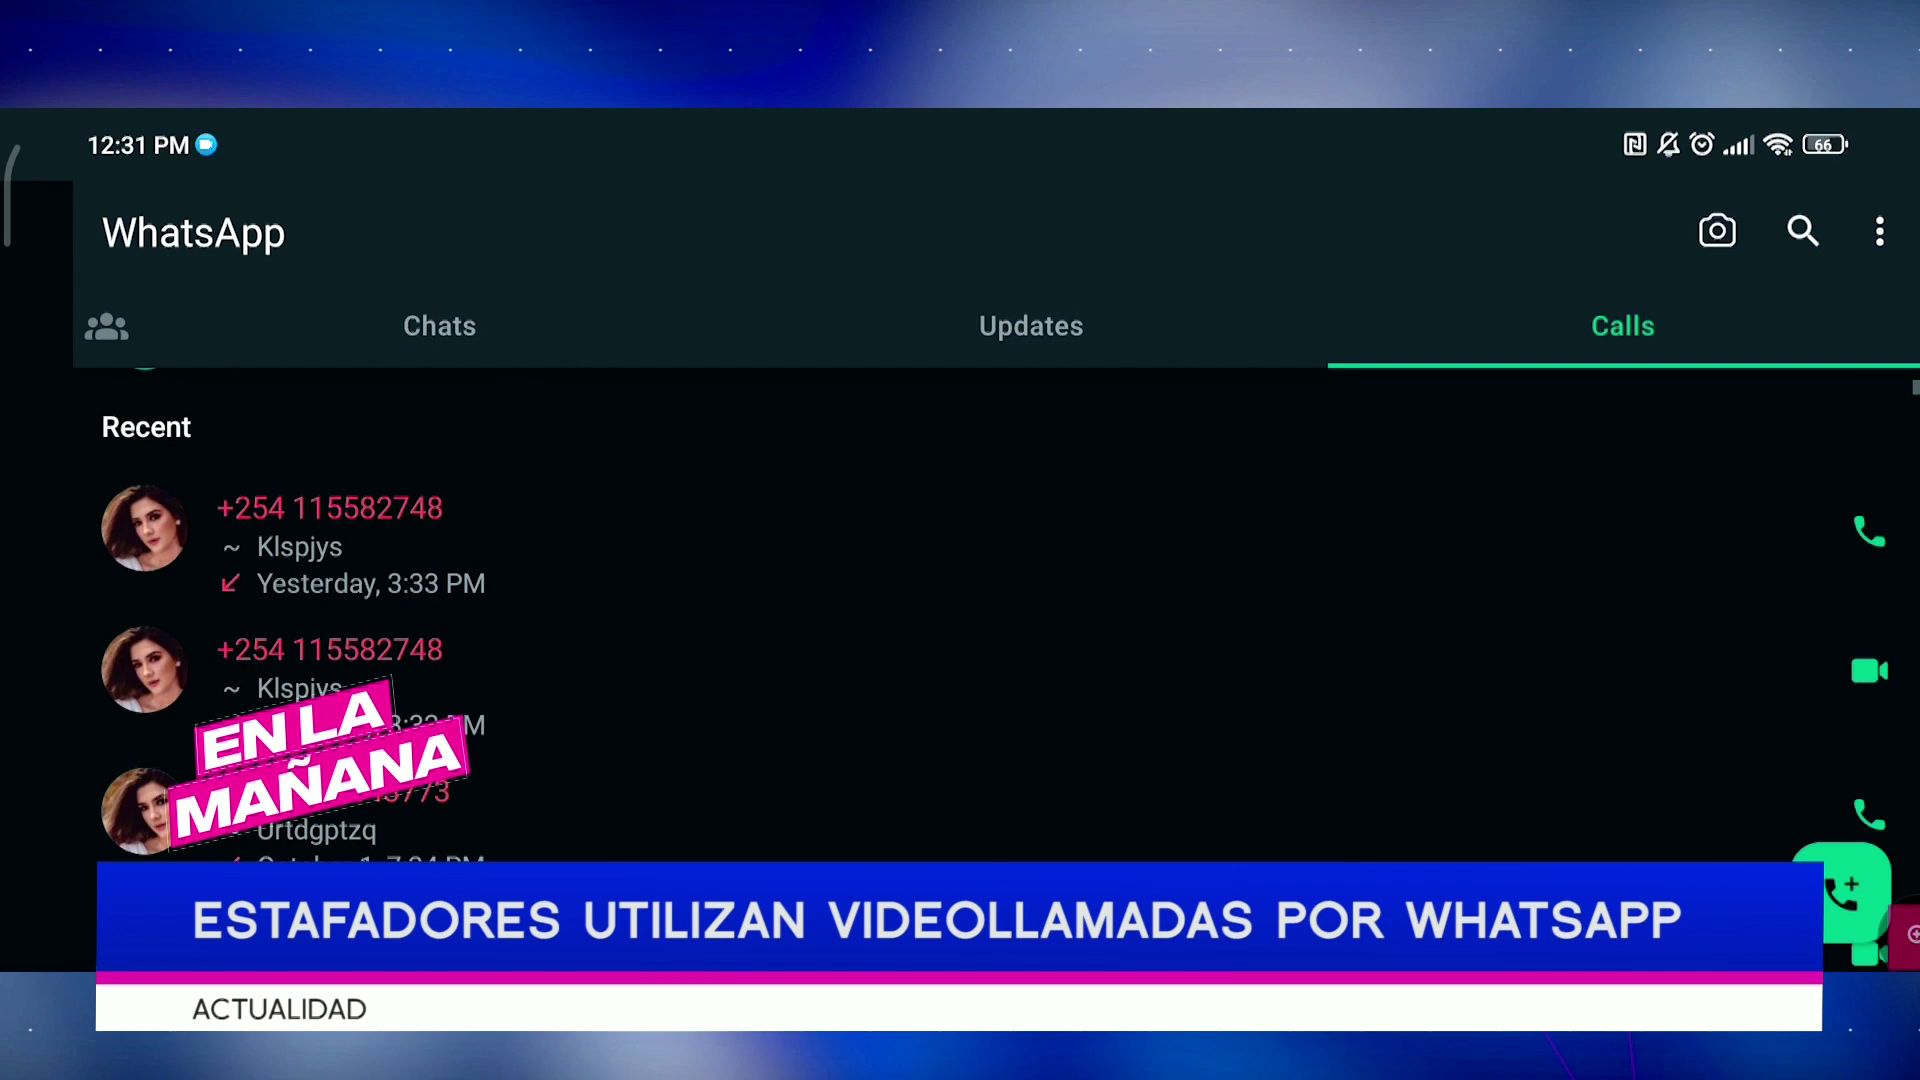 12:31 PM
66
WhatsApp
Chats
Updates
Calls
Recent
+254 115582748
~ Klspjys
Yesterday, 3:33 PM
+254 115582748
~ Klspjys
EN LA
MAÑANA
Urtdgptzq
ESTAFADORES UTILIZAN VIDEOLLAMADAS POR WHATSAPP
ACTUALIDAD